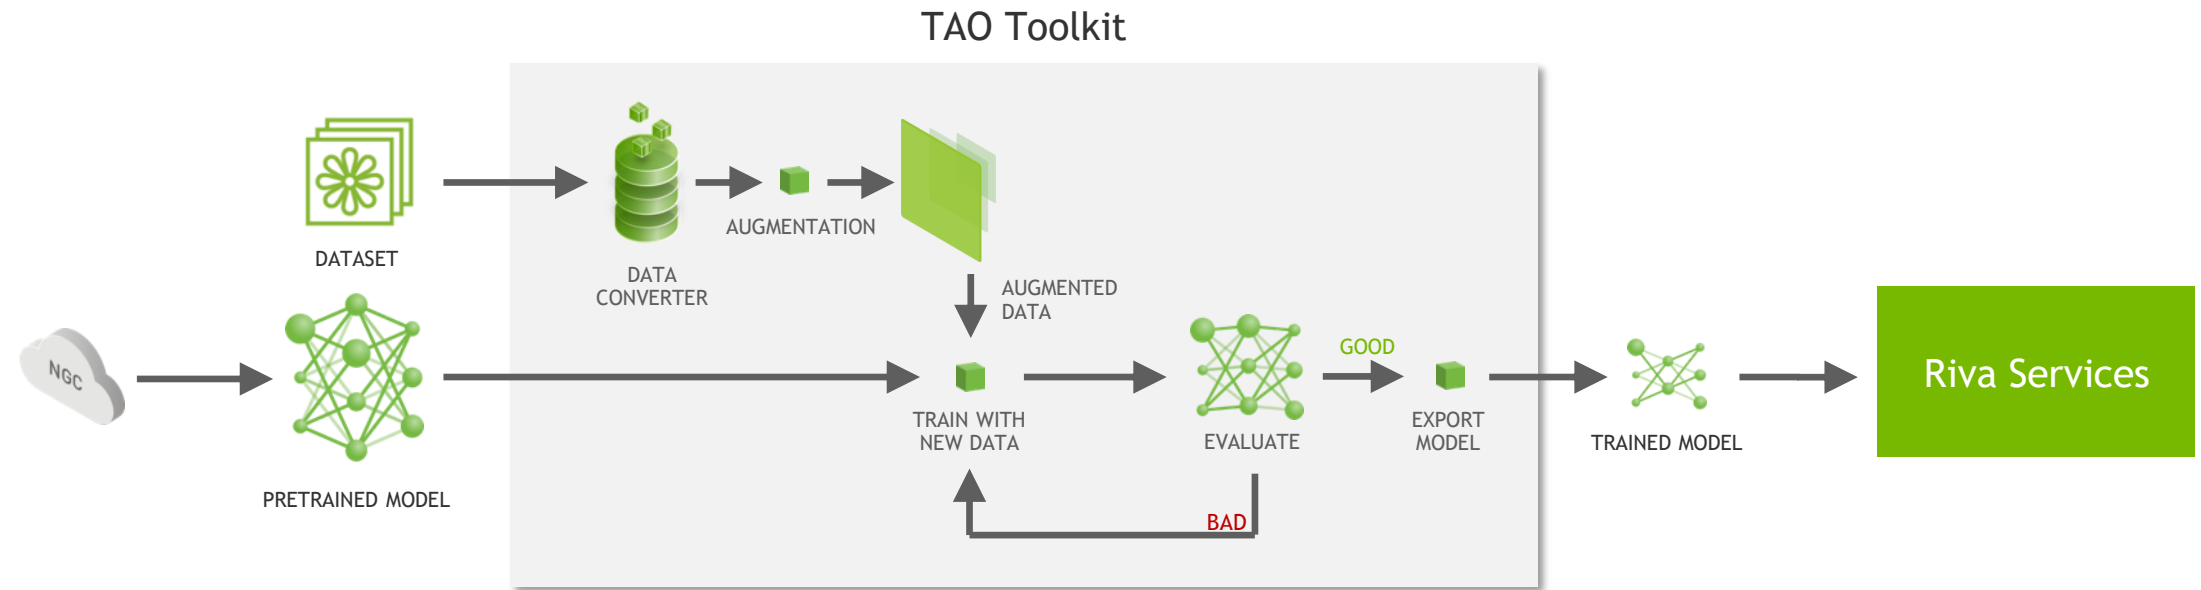 TAO Toolkit
DATASET
DATA
CONVERTER
AUGMENTATION
AUGMENTED
DATA
NGC
PRETRAINED MODEL
TRAIN WITH
NEW DATA
EVALUATE
GOOD
BAD
EXPORT
MODEL
TRAINED MODEL
Riva Services